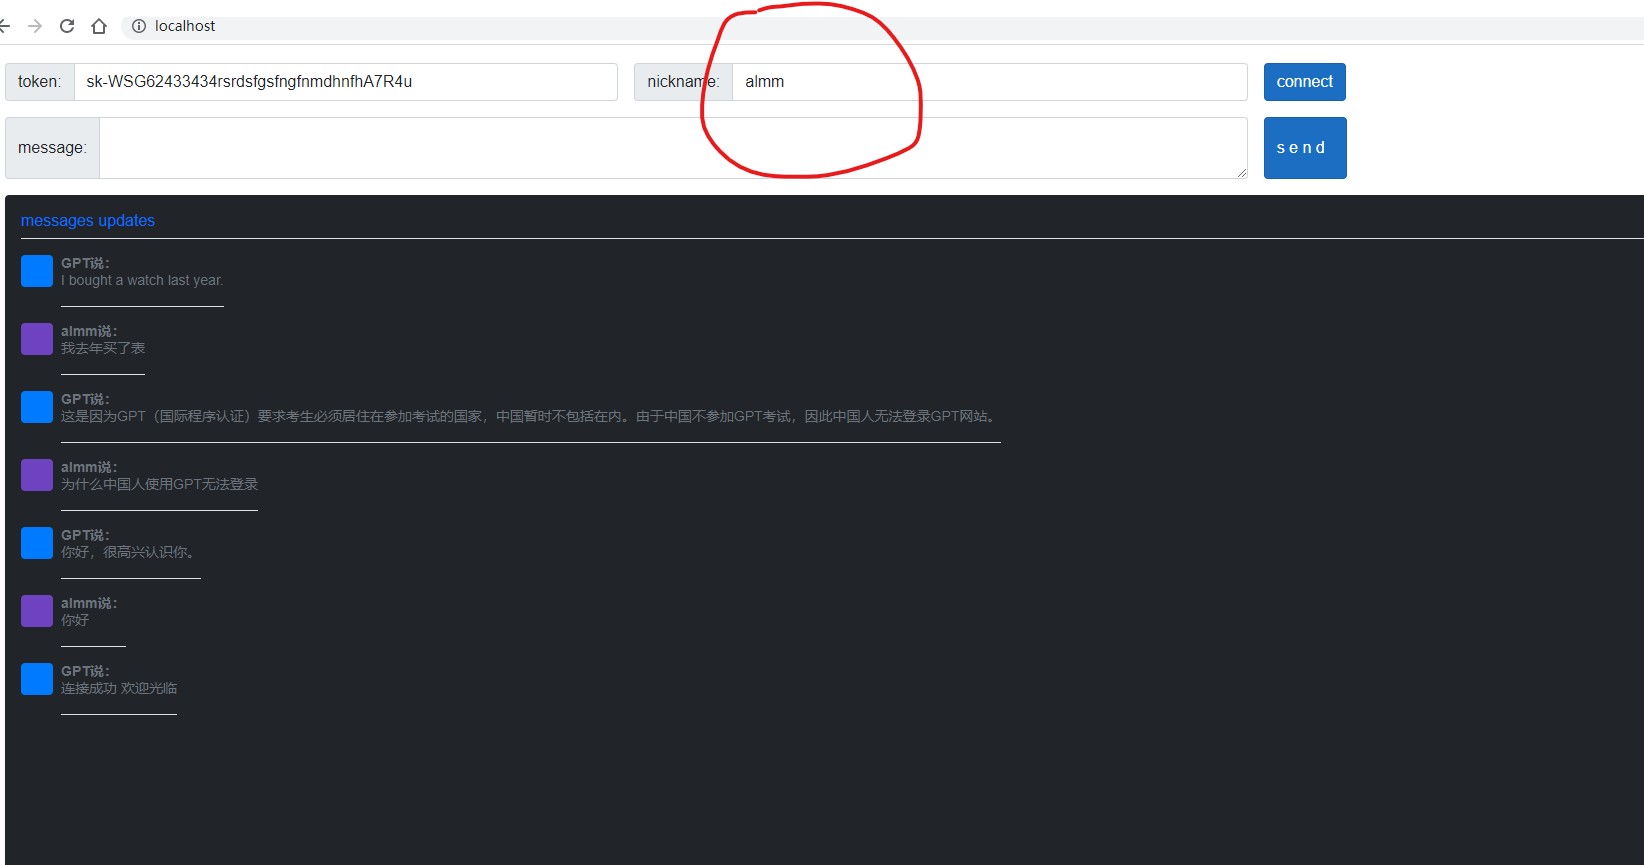 localhost
token: sk-WSG62433434rsrdsfgsfngfnmdhnfhA7R4u nickname: almm connect
message: send
messages updates
GPT说：
I bought a watch last year.
almm说：
我去年买了表
GPT说：
这是因为GPT（国际程序认证）要求考生必须居住在参加考试的国家，中国暂时不包括在内。由于中国不参加GPT考试，因此中国人无法登录GPT网站。
almm说：
为什么中国人使用GPT无法登录
GPT说：
你好，很高兴认识你。
almm说：
你好
GPT说：
连接成功 欢迎光临